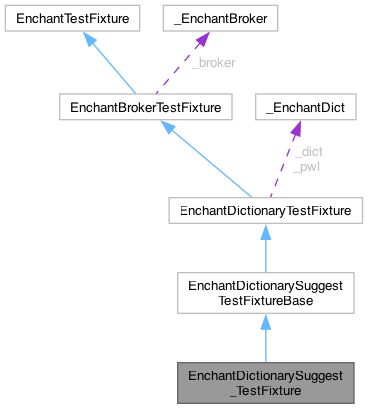 EnchantTestFixture
_EnchantBroker
_broker
EnchantBrokerTestFixture
_EnchantDict
_dict
_pwl
EnchantDictionaryTestFixture
EnchantDictionarySuggest
TestFixtureBase
EnchantDictionarySuggest
_TestFixture